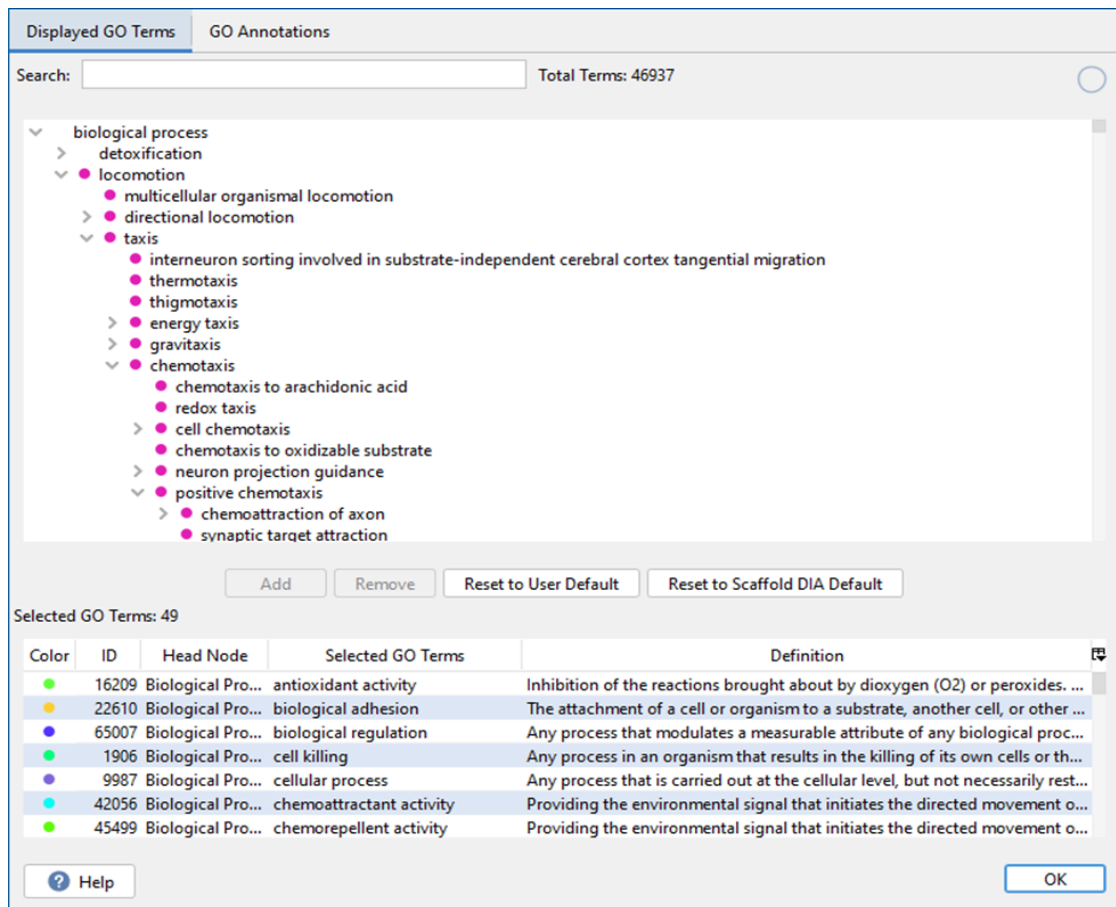 Displayed GO Terms GO Annotations
Search: Total Terms: 46937
biological process
detoxification
locomotion
multicellular organismal locomotion
directional locomotion
taxis
interneuron sorting involved in substrate-independent cerebral cortex tangential migration
thermotaxis
thigmotaxis
energy taxis
gravitaxis
chemotaxis
chemotaxis to arachidonic acid
redox taxis
cell chemotaxis
chemotaxis to oxidizable substrate
neuron projection guidance
positive chemotaxis
chemoattraction of axon
synaptic target attraction
Add Remove Reset to User Default Reset to Scaffold DIA Default
Selected GO Terms: 49
Color ID Head Node Selected GO Terms Definition
16209 Biological Pro... antioxidant activity Inhibition of the reactions brought about by dioxygen (O2) or peroxides. ...
22610 Biological Pro... biological adhesion The attachment of a cell or organism to a substrate, another cell, or other ...
65007 Biological Pro... biological regulation Any process that modulates a measurable attribute of any biological proc...
1906 Biological Pro... cell killing Any process in an organism that results in the killing of its own cells or th...
9987 Biological Pro... cellular process Any process that is carried out at the cellular level, but not necessarily rest...
42056 Biological Pro... chemoattractant activity Providing the environmental signal that initiates the directed movement o...
45499 Biological Pro... chemorepellent activity Providing the environmental signal that initiates the directed movement o...
? Help OK